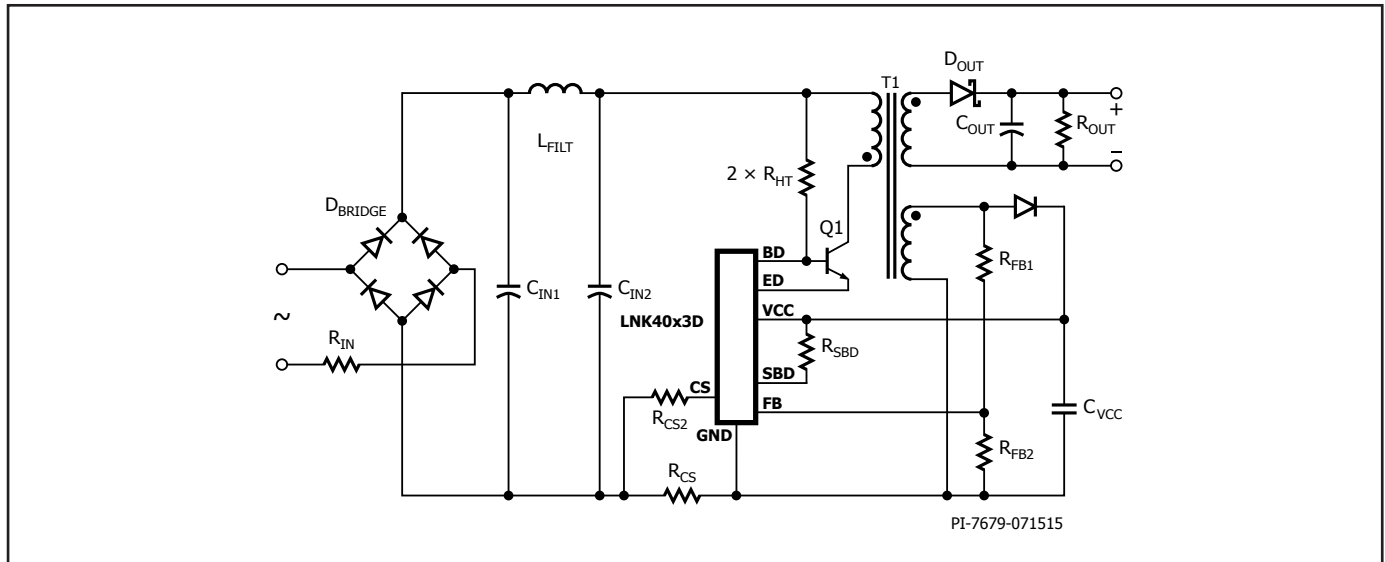 D_OUT
T1
+
C_OUT
R_OUT
L_FILT
−
2 × R_HT
D_BRIDGE
Q1
BD
R_FB1
ED
C_IN1
C_IN2
VCC
LNK40x3D
~
R_IN
R_SBD
CS
SBD
FB
R_CS2
C_VCC
GND
R_FB2
R_CS
PI-7679-071515